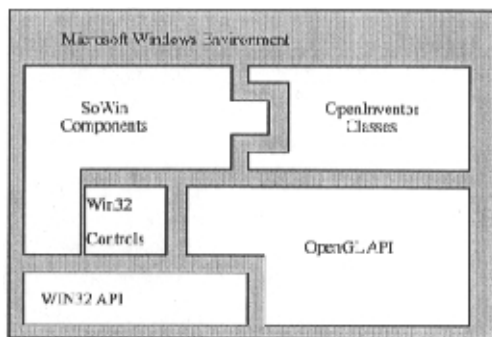 Microsoft Windows Environment
SoWin
Components
OpenInventor
Classes
Win32
Controls
OpenGL API
WIN32 API